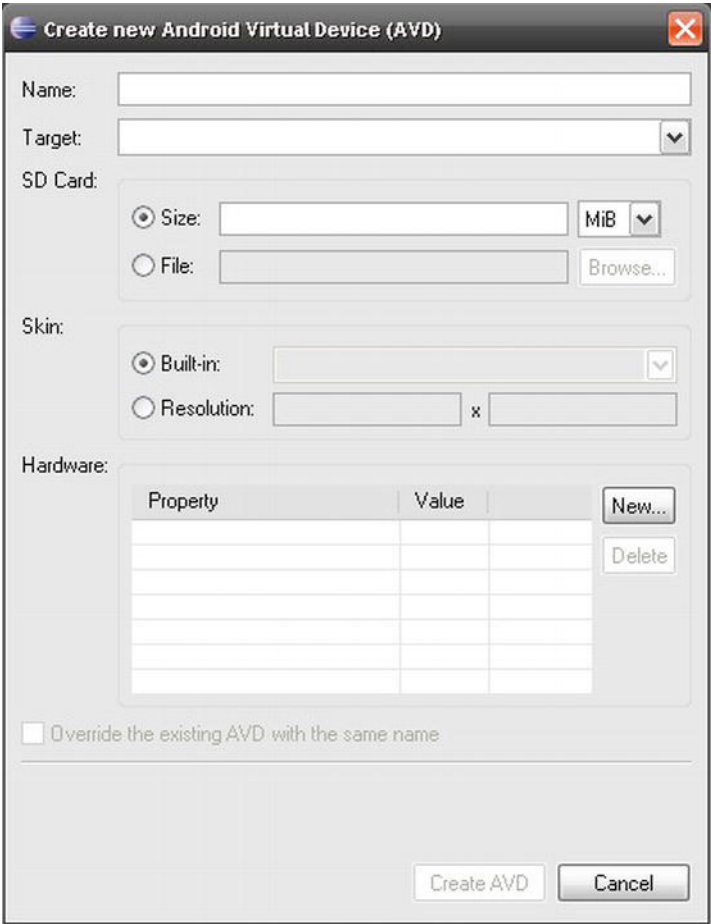 Create new Android Virtual Device (AVD)
Name:
Target:
SD Card:
Size: MiB
File: Browse...
Skin:
Built-in:
Resolution: x
Hardware:
Property Value New...
Delete
Override the existing AVD with the same name
Create AVD Cancel